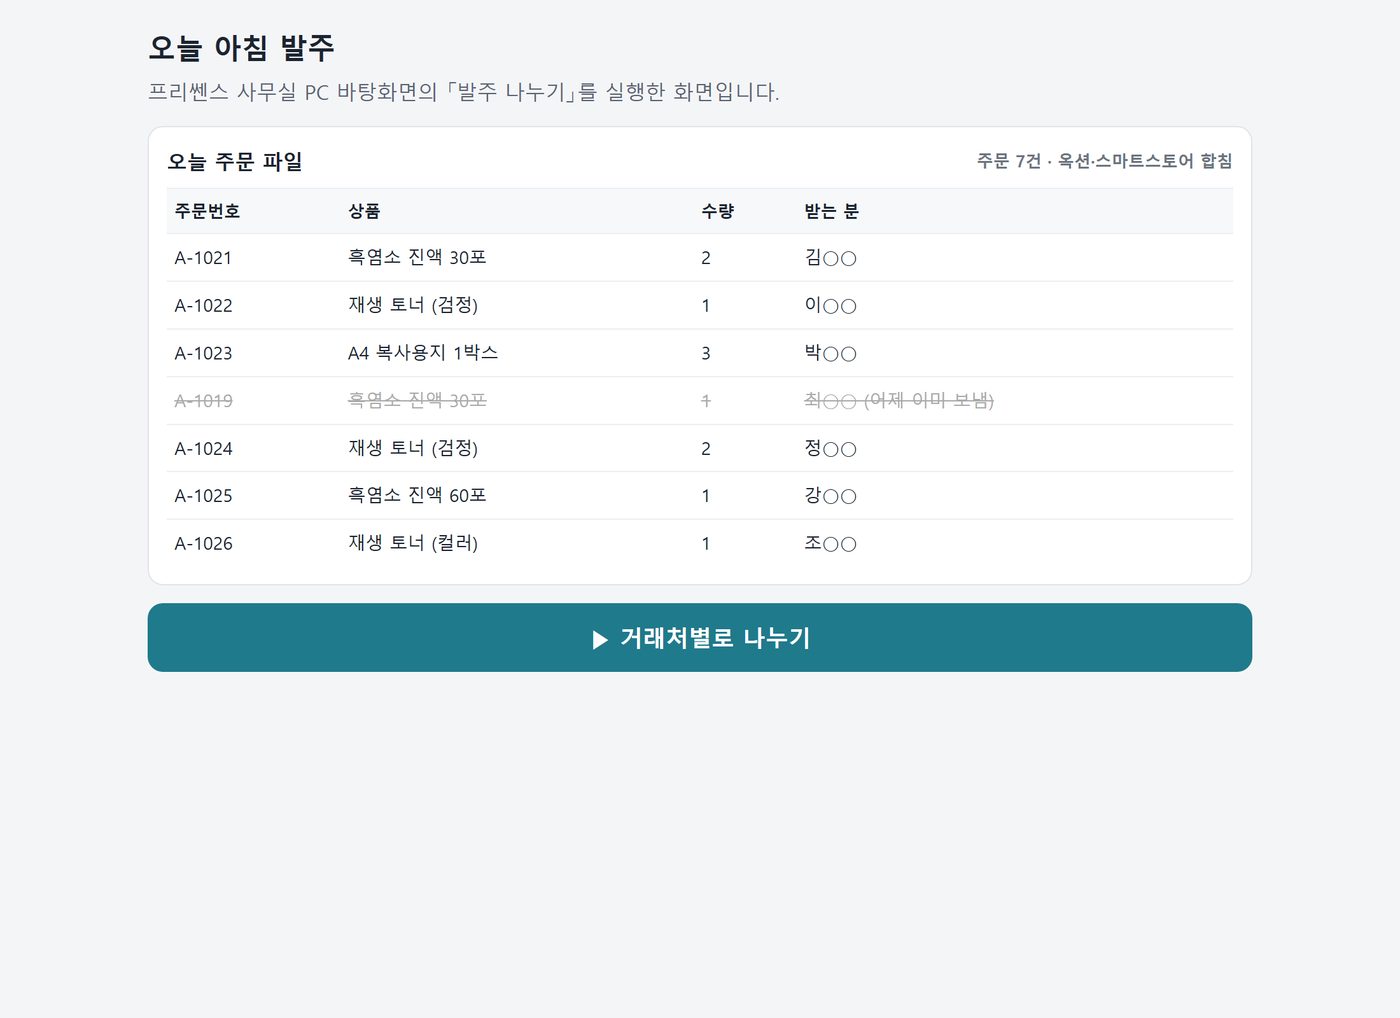 오늘 아침 발주
프리쎈스 사무실 PC 바탕화면의 「발주 나누기」를 실행한 화면입니다.
오늘 주문 파일
주문 7건 · 옥션·스마트스토어 합침
주문번호 상품 수량 받는 분
A-1021 흑염소 진액 30포 2 김○○
A-1022 재생 토너 (검정) 1 이○○
A-1023 A4 복사용지 1박스 3 박○○
A-1019 흑염소 진액 30포 1 최○○ (어제 이미 보냄)
A-1024 재생 토너 (검정) 2 정○○
A-1025 흑염소 진액 60포 1 강○○
A-1026 재생 토너 (컬러) 1 조○○
▶ 거래처별로 나누기